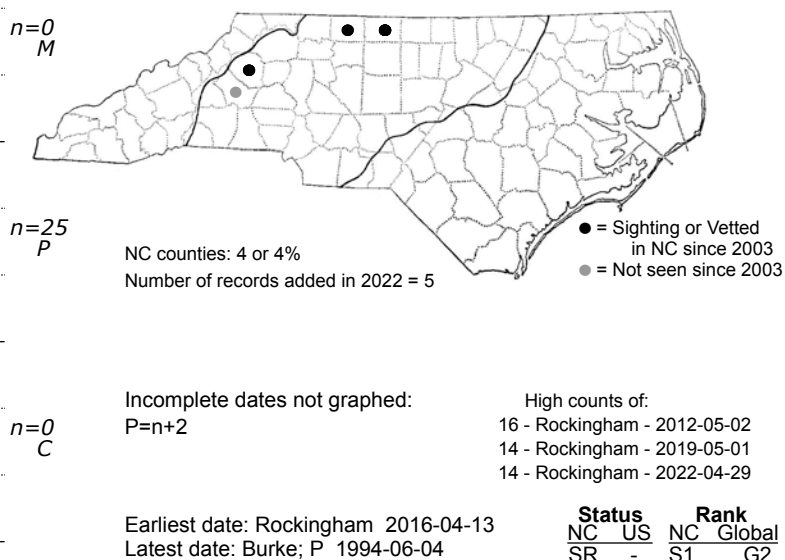 n=0
M
n=25
P
● = Sighting or Vetted
in NC since 2003
● = Not seen since 2003
NC counties: 4 or 4%
Number of records added in 2022 = 5
Incomplete dates not graphed:
P=n+2
High counts of:
16 - Rockingham - 2012-05-02
14 - Rockingham - 2019-05-01
14 - Rockingham - 2022-04-29
n=0
C
Earliest date: Rockingham 2016-04-13
Latest date: Burke; P 1994-06-04
Status Rank
NC US NC Global
SR - S1 G2